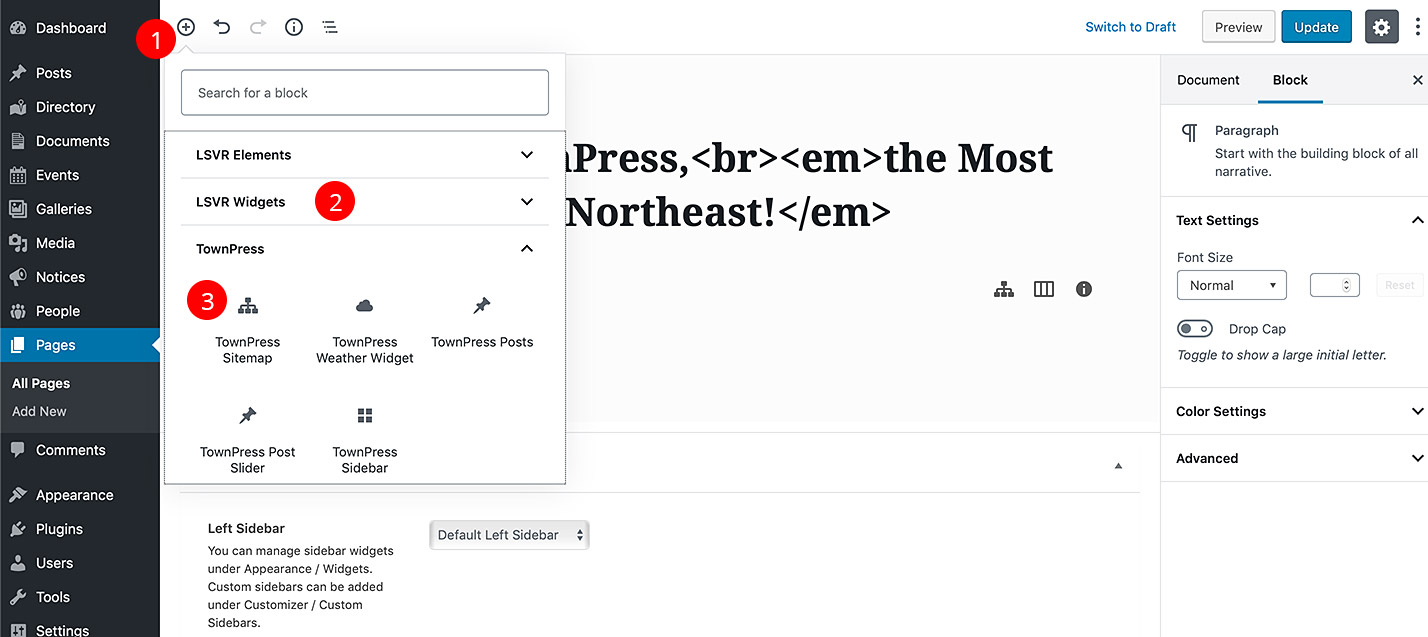 Dashboard
Posts
Directory
Documents
Events
Galleries
Media
Notices
People
Pages
All Pages
Add New
Comments
Appearance
Plugins
Users
Tools
Settings
1
Switch to Draft
Preview
Update
Search for a block
LSVR Elements
LSVR Widgets
2
TownPress
3
TownPress
Sitemap
TownPress
Weather Widget
TownPress Posts
TownPress Post
Slider
TownPress
Sidebar
nPress,<br><em>the Most
Northeast!</em>
Left Sidebar
You can manage sidebar widgets
under Appearance / Widgets.
Custom sidebars can be added
under Customizer / Custom
Sidebars.
Default Left Sidebar
Document
Block
Paragraph
Start with the building block of all
narrative.
Text Settings
Font Size
Normal
Reset
Drop Cap
Toggle to show a large initial letter.
Color Settings
Advanced